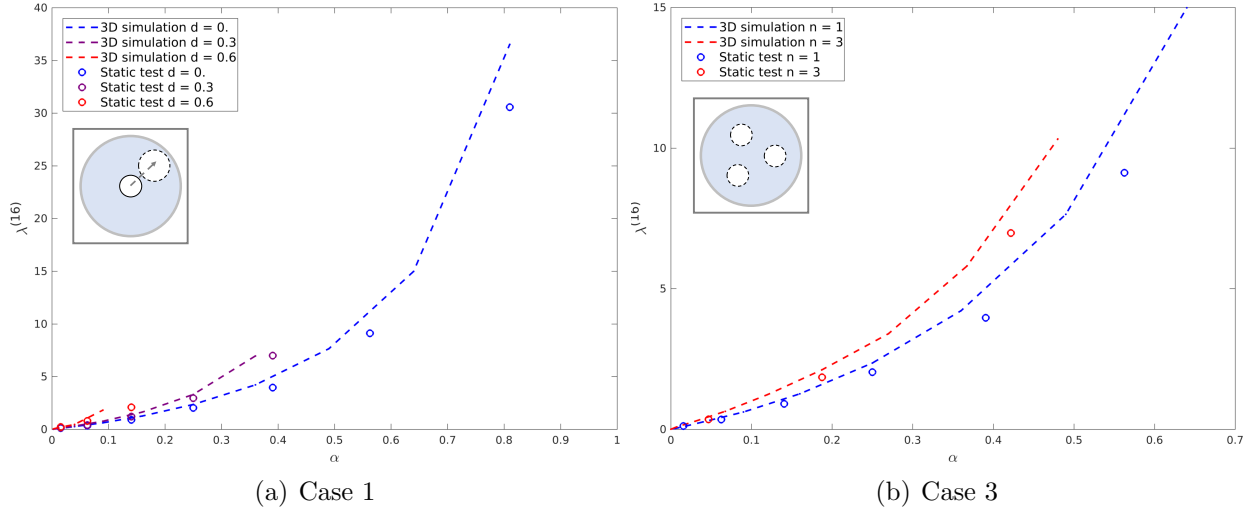 40
35
30
25
20
15
10
5
0
λ(16)
3D simulation d = 0.
3D simulation d = 0.3
3D simulation d = 0.6
Static test d = 0.
Static test d = 0.3
Static test d = 0.6
0 0.1 0.2 0.3 0.4 0.5 0.6 0.7 0.8 0.9 1
α
(a) Case 1
15
10
5
0
λ(16)
3D simulation n = 1
3D simulation n = 3
Static test n = 1
Static test n = 3
0 0.1 0.2 0.3 0.4 0.5 0.6 0.7
α
(b) Case 3